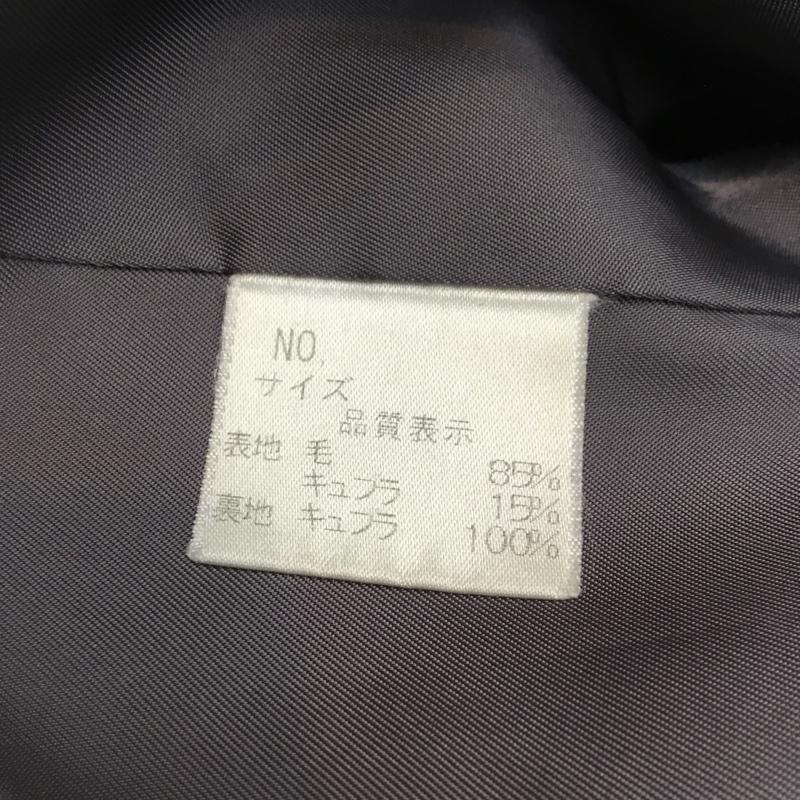 NO.
サイズ
品質表示
表地 毛 85%
キュプラ 15%
裏地 キュプラ 100%